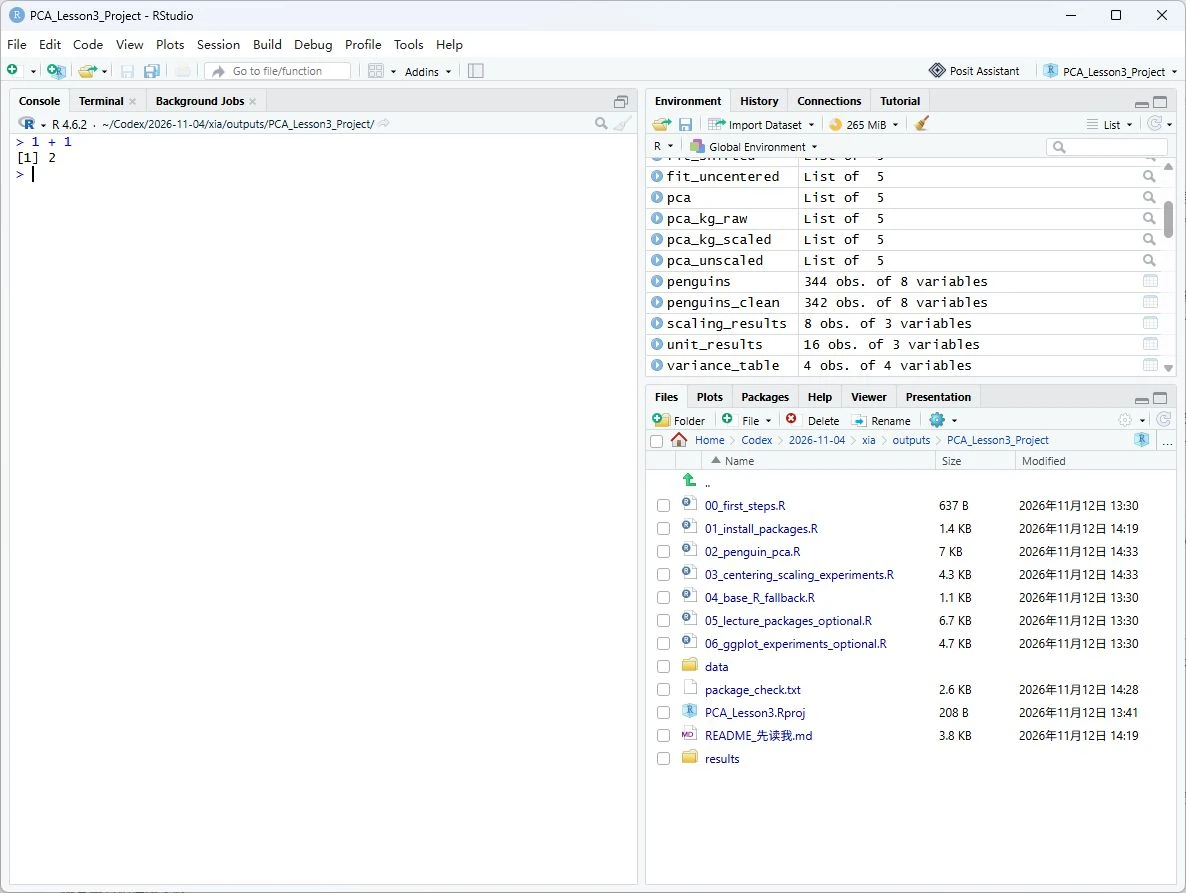 PCA_Lesson3_Project - RStudio
File Edit Code View Plots Session Build Debug Profile Tools Help
Go to file/function Addins Posit Assistant PCA_Lesson3_Project
Console Terminal Background Jobs
R 4.6.2 · ~/Codex/2026-11-04/xia/outputs/PCA_Lesson3_Project/
> 1 + 1
[1] 2
>
Environment History Connections Tutorial
Import Dataset 265 MiB List
R Global Environment
fit_uncentered List of 5
pca List of 5
pca_kg_raw List of 5
pca_kg_scaled List of 5
pca_unscaled List of 5
penguins 344 obs. of 8 variables
penguins_clean 342 obs. of 8 variables
scaling_results 8 obs. of 3 variables
unit_results 16 obs. of 3 variables
variance_table 4 obs. of 4 variables
Files Plots Packages Help Viewer Presentation
Folder File Delete Rename
Home Codex 2026-11-04 xia outputs PCA_Lesson3_Project ...
Name Size Modified
..
00_first_steps.R 637 B 2026年11月12日 13:30
01_install_packages.R 1.4 KB 2026年11月12日 14:19
02_penguin_pca.R 7 KB 2026年11月12日 14:33
03_centering_scaling_experiments.R 4.3 KB 2026年11月12日 14:33
04_base_R_fallback.R 1.1 KB 2026年11月12日 13:30
05_lecture_packages_optional.R 6.7 KB 2026年11月12日 13:30
06_ggplot_experiments_optional.R 4.7 KB 2026年11月12日 13:30
data
package_check.txt 2.6 KB 2026年11月12日 14:28
PCA_Lesson3.Rproj 208 B 2026年11月12日 13:41
README_先读我.md 3.8 KB 2026年11月12日 14:19
results